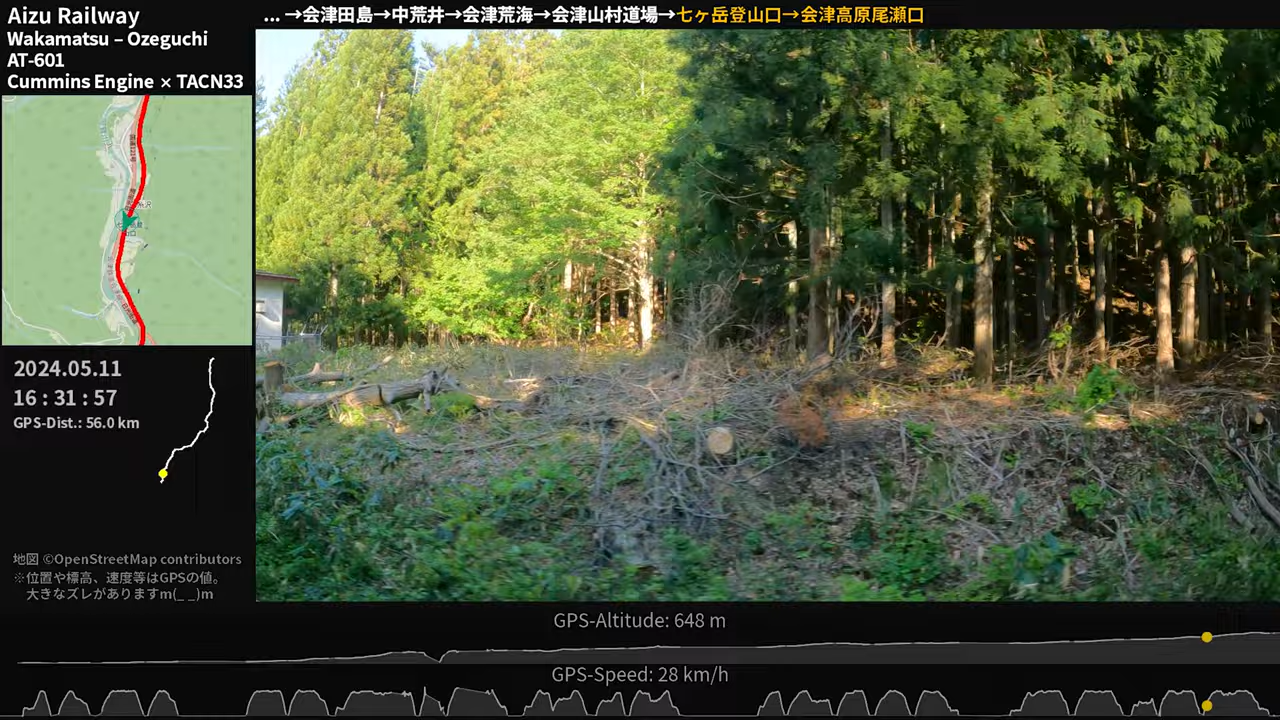 Aizu Railway
Wakamatsu – Ozeguchi
AT-601
Cummins Engine × TACN33
... →会津田島→中荒井→会津荒海→会津山村道場→七ヶ岳登山口→会津高原尾瀬口
2024.05.11
16 : 31 : 57
GPS-Dist.: 56.0 km
地図 ©OpenStreetMap contributors
※位置や標高、速度等はGPSの値。
大きなズレがありますm(_ _)m
GPS-Altitude: 648 m
GPS-Speed: 28 km/h